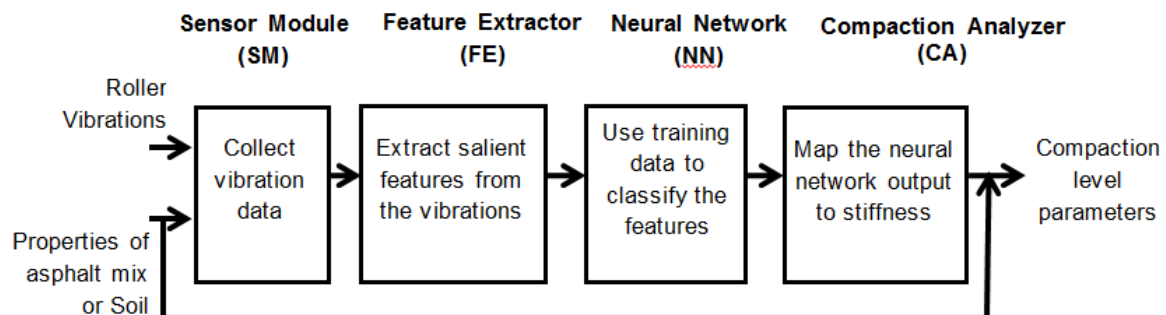 Sensor Module
(SM)
Feature Extractor
(FE)
Neural Network
(NN)
Compaction Analyzer
(CA)
Roller
Vibrations
Properties of
asphalt mix
or Soil
Collect
vibration
data
Extract salient
features from
the vibrations
Use training
data to
classify the
features
Map the neural
network output
to stiffness
Compaction
level
parameters